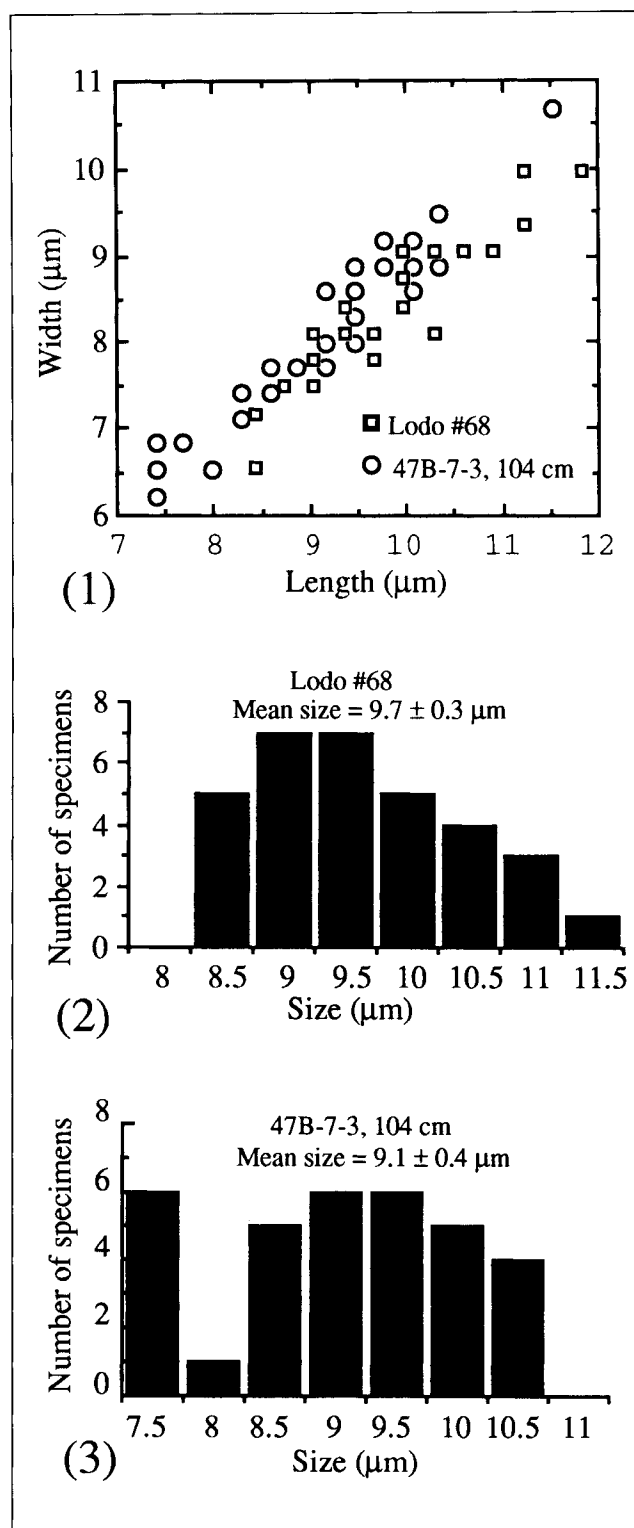 11
10
9
8
7
6
Width (μm)
7 8 9 10 11 12
Length (μm)
Lodo #68
47B-7-3, 104 cm
(1)
Lodo #68
Mean size = 9.7 ± 0.3 μm
8
6
4
2
0
Number of specimens
8 8.5 9 9.5 10 10.5 11 11.5
Size (μm)
(2)
47B-7-3, 104 cm
Mean size = 9.1 ± 0.4 μm
8
6
4
2
0
Number of specimens
7.5 8 8.5 9 9.5 10 10.5 11
Size (μm)
(3)